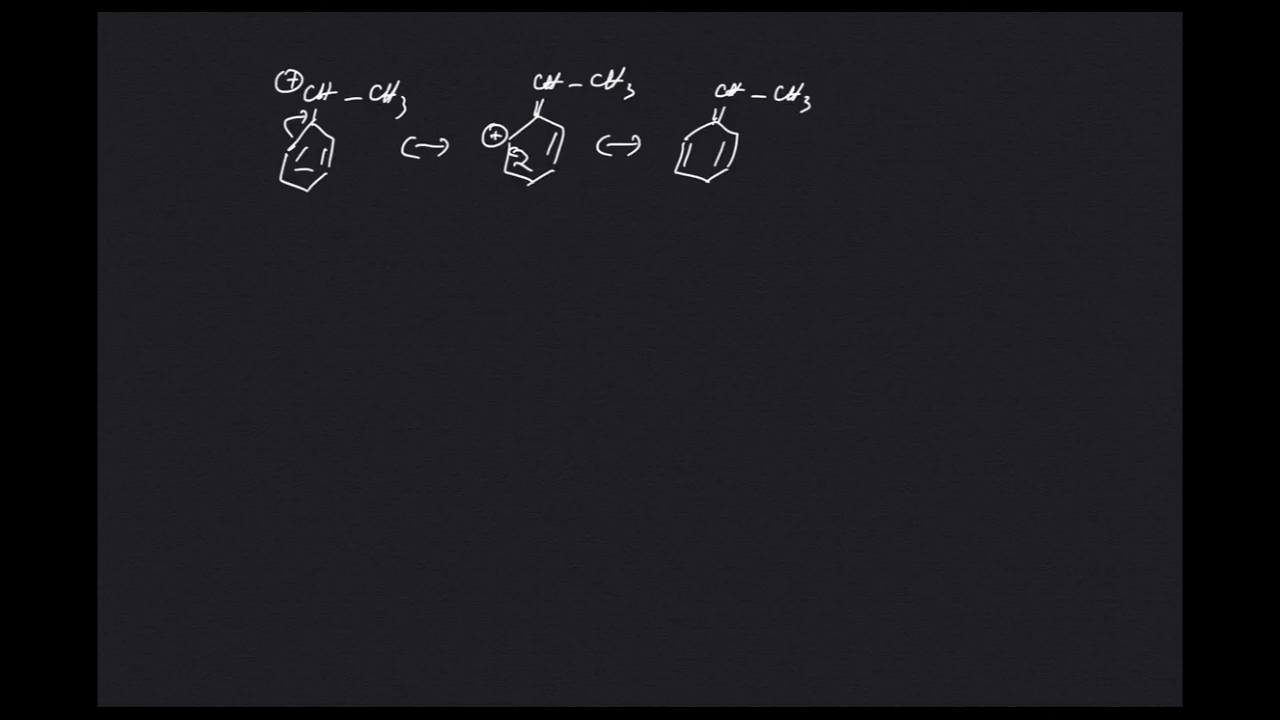 ⊕CH – CH₃ ↔ CH – CH₃ ↔ CH – CH₃
⊕